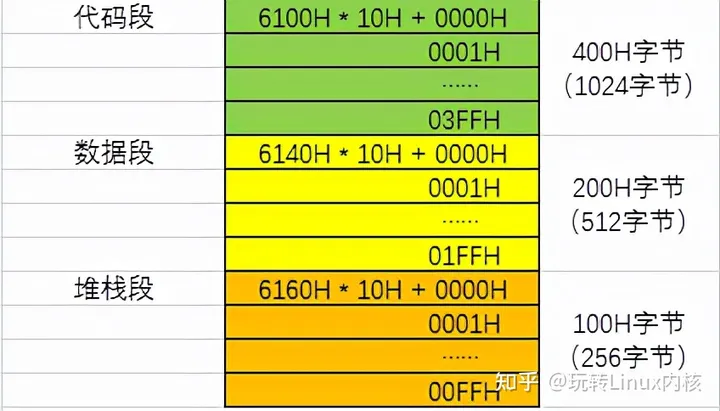 代码段 6100H * 10H + 0000H
0001H
400H字节
（1024字节）
……
03FFH
数据段 6140H * 10H + 0000H
0001H
200H字节
（512字节）
……
01FFH
堆栈段 6160H * 10H + 0000H
0001H
100H字节
（256字节）
……
00FFH
知乎 @玩转Linux内核